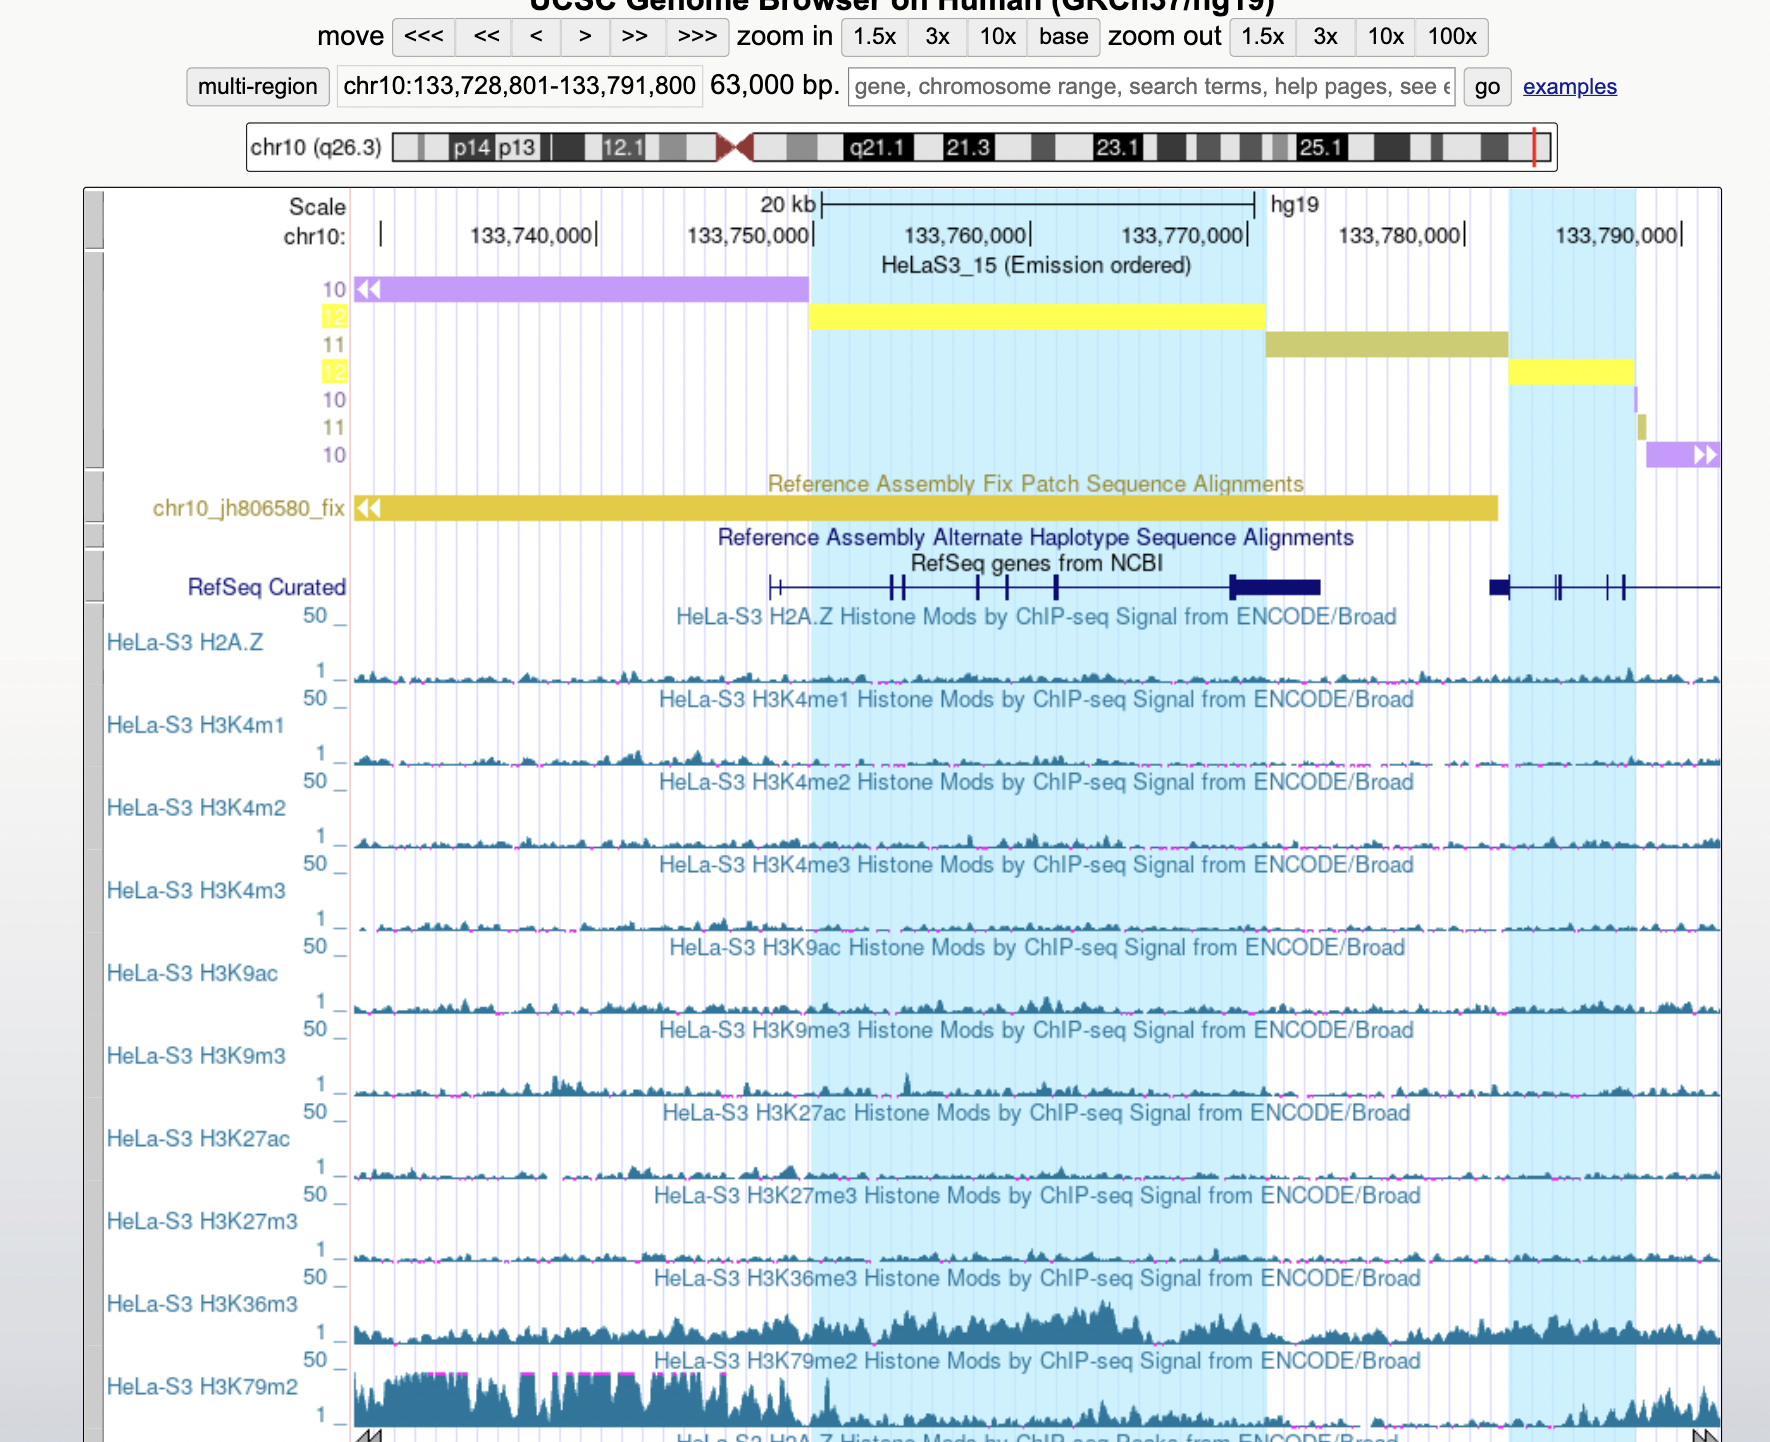 UCSC Genome Browser on Human (GRCh37/hg19)
move <<< << < > >> >>> zoom in 1.5x 3x 10x base zoom out 1.5x 3x 10x 100x
multi-region chr10:133,728,801-133,791,800 63,000 bp. gene, chromosome range, search terms, help pages, see e go examples
chr10 (q26.3) p14 p13 12.1 q21.1 21.3 23.1 25.1
Scale 20 kb hg19
chr10: 133,740,000 133,750,000 133,760,000 133,770,000 133,780,000 133,790,000
HeLaS3_15 (Emission ordered)
10
12
11
12
10
11
10
Reference Assembly Fix Patch Sequence Alignments
chr10_jh806580_fix
Reference Assembly Alternate Haplotype Sequence Alignments
RefSeq genes from NCBI
RefSeq Curated
50 HeLa-S3 H2A.Z Histone Mods by ChIP-seq Signal from ENCODE/Broad
HeLa-S3 H2A.Z
1
50 HeLa-S3 H3K4me1 Histone Mods by ChIP-seq Signal from ENCODE/Broad
HeLa-S3 H3K4m1
1
50 HeLa-S3 H3K4me2 Histone Mods by ChIP-seq Signal from ENCODE/Broad
HeLa-S3 H3K4m2
1
50 HeLa-S3 H3K4me3 Histone Mods by ChIP-seq Signal from ENCODE/Broad
HeLa-S3 H3K4m3
1
50 HeLa-S3 H3K9ac Histone Mods by ChIP-seq Signal from ENCODE/Broad
HeLa-S3 H3K9ac
1
50 HeLa-S3 H3K9me3 Histone Mods by ChIP-seq Signal from ENCODE/Broad
HeLa-S3 H3K9m3
1
50 HeLa-S3 H3K27ac Histone Mods by ChIP-seq Signal from ENCODE/Broad
HeLa-S3 H3K27ac
1
50 HeLa-S3 H3K27me3 Histone Mods by ChIP-seq Signal from ENCODE/Broad
HeLa-S3 H3K27m3
1
50 HeLa-S3 H3K36me3 Histone Mods by ChIP-seq Signal from ENCODE/Broad
HeLa-S3 H3K36m3
1
50 HeLa-S3 H3K79me2 Histone Mods by ChIP-seq Signal from ENCODE/Broad
HeLa-S3 H3K79m2
1
HeLa-S3 H2A.Z Histone Mods by ChIP-seq Peaks from ENCODE/Broad